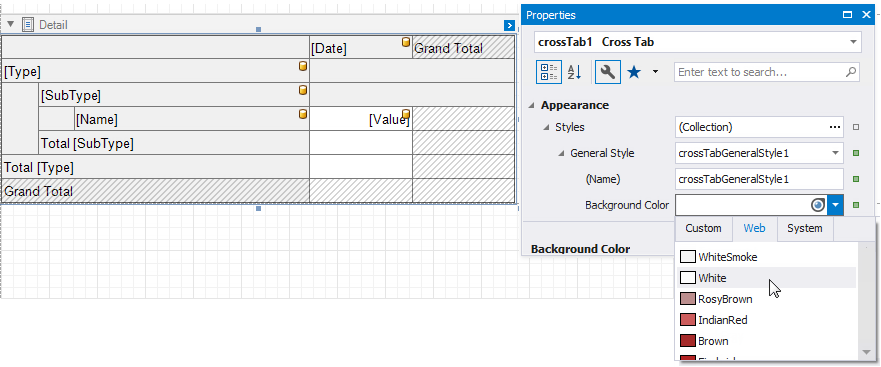 Detail
[Date] Grand Total
[Type]
[SubType]
[Name] [Value]
Total [SubType]
Total [Type]
Grand Total
Properties
crossTab1 Cross Tab
Enter text to search...
Appearance
Styles (Collection)
General Style crossTabGeneralStyle1
(Name) crossTabGeneralStyle1
Background Color
Custom Web System
WhiteSmoke
White
RosyBrown
IndianRed
Brown
Background Color